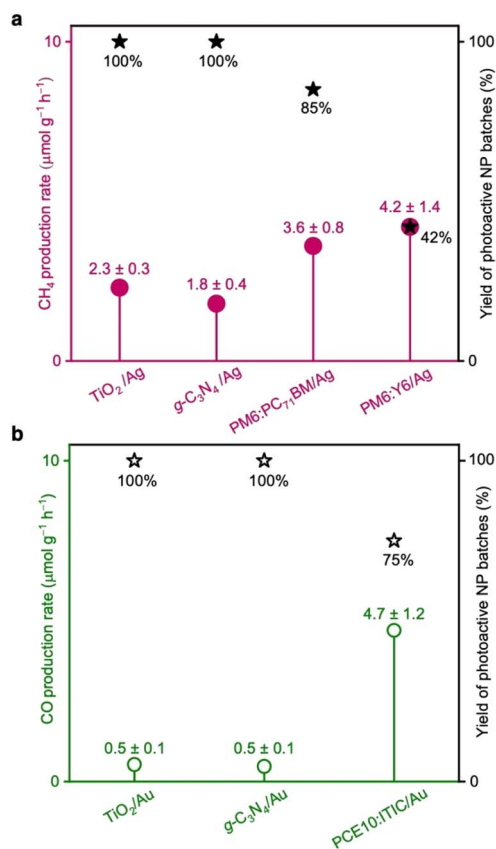 a
10
100
100%
100%
85%
4.2 ± 1.4
3.6 ± 0.8
42%
2.3 ± 0.3
1.8 ± 0.4
0
0
CH₄ production rate (μmol g⁻¹ h⁻¹)
Yield of photoactive NP batches (%)
TiO₂/Ag
g-C₃N₄/Ag
PM6:PC₇₁BM/Ag
PM6:Y6/Ag
b
10
100
100%
100%
75%
4.7 ± 1.2
0.5 ± 0.1
0.5 ± 0.1
0
0
CO production rate (μmol g⁻¹ h⁻¹)
Yield of photoactive NP batches (%)
TiO₂/Au
g-C₃N₄/Au
PCE10:ITIC/Au